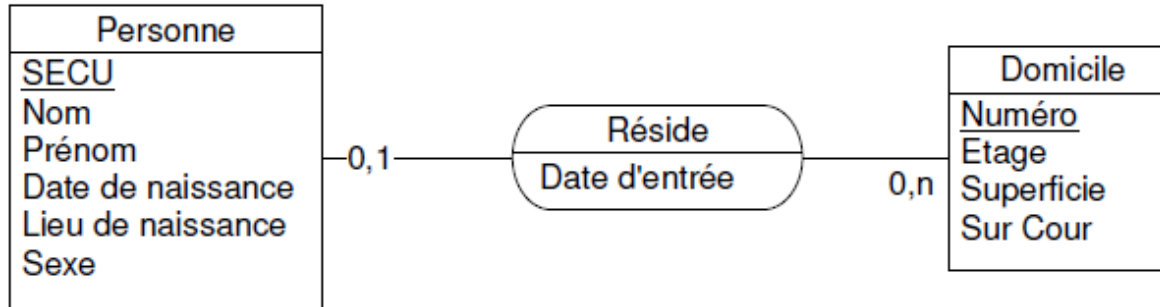 Personne
SECU
Nom
Prénom
Date de naissance
Lieu de naissance
Sexe
0,1
Réside
Date d'entrée
0,n
Domicile
Numéro
Etage
Superficie
Sur Cour